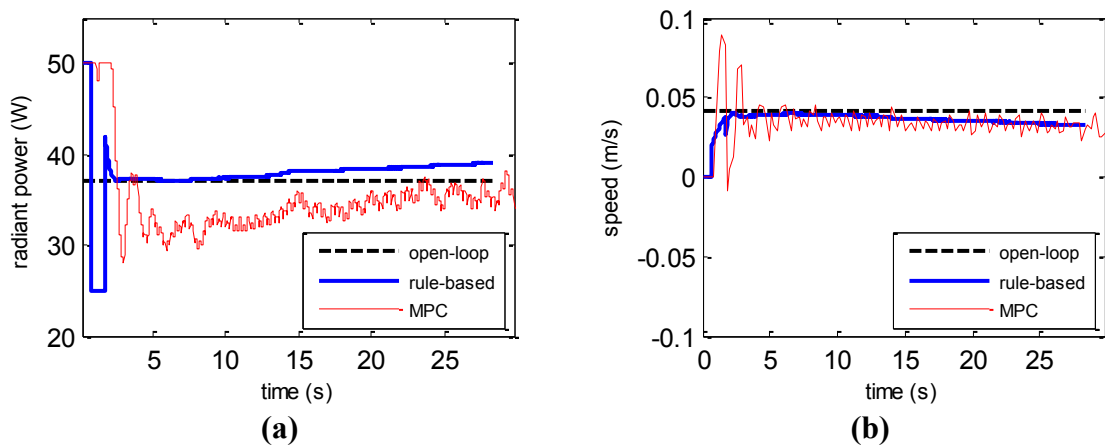 50
40
30
20
radiant power (W)
5
10
15
20
25
time (s)
open-loop
rule-based
MPC
(a)
0.1
0.05
0
-0.05
-0.1
speed (m/s)
0
5
10
15
20
25
time (s)
open-loop
rule-based
MPC
(b)